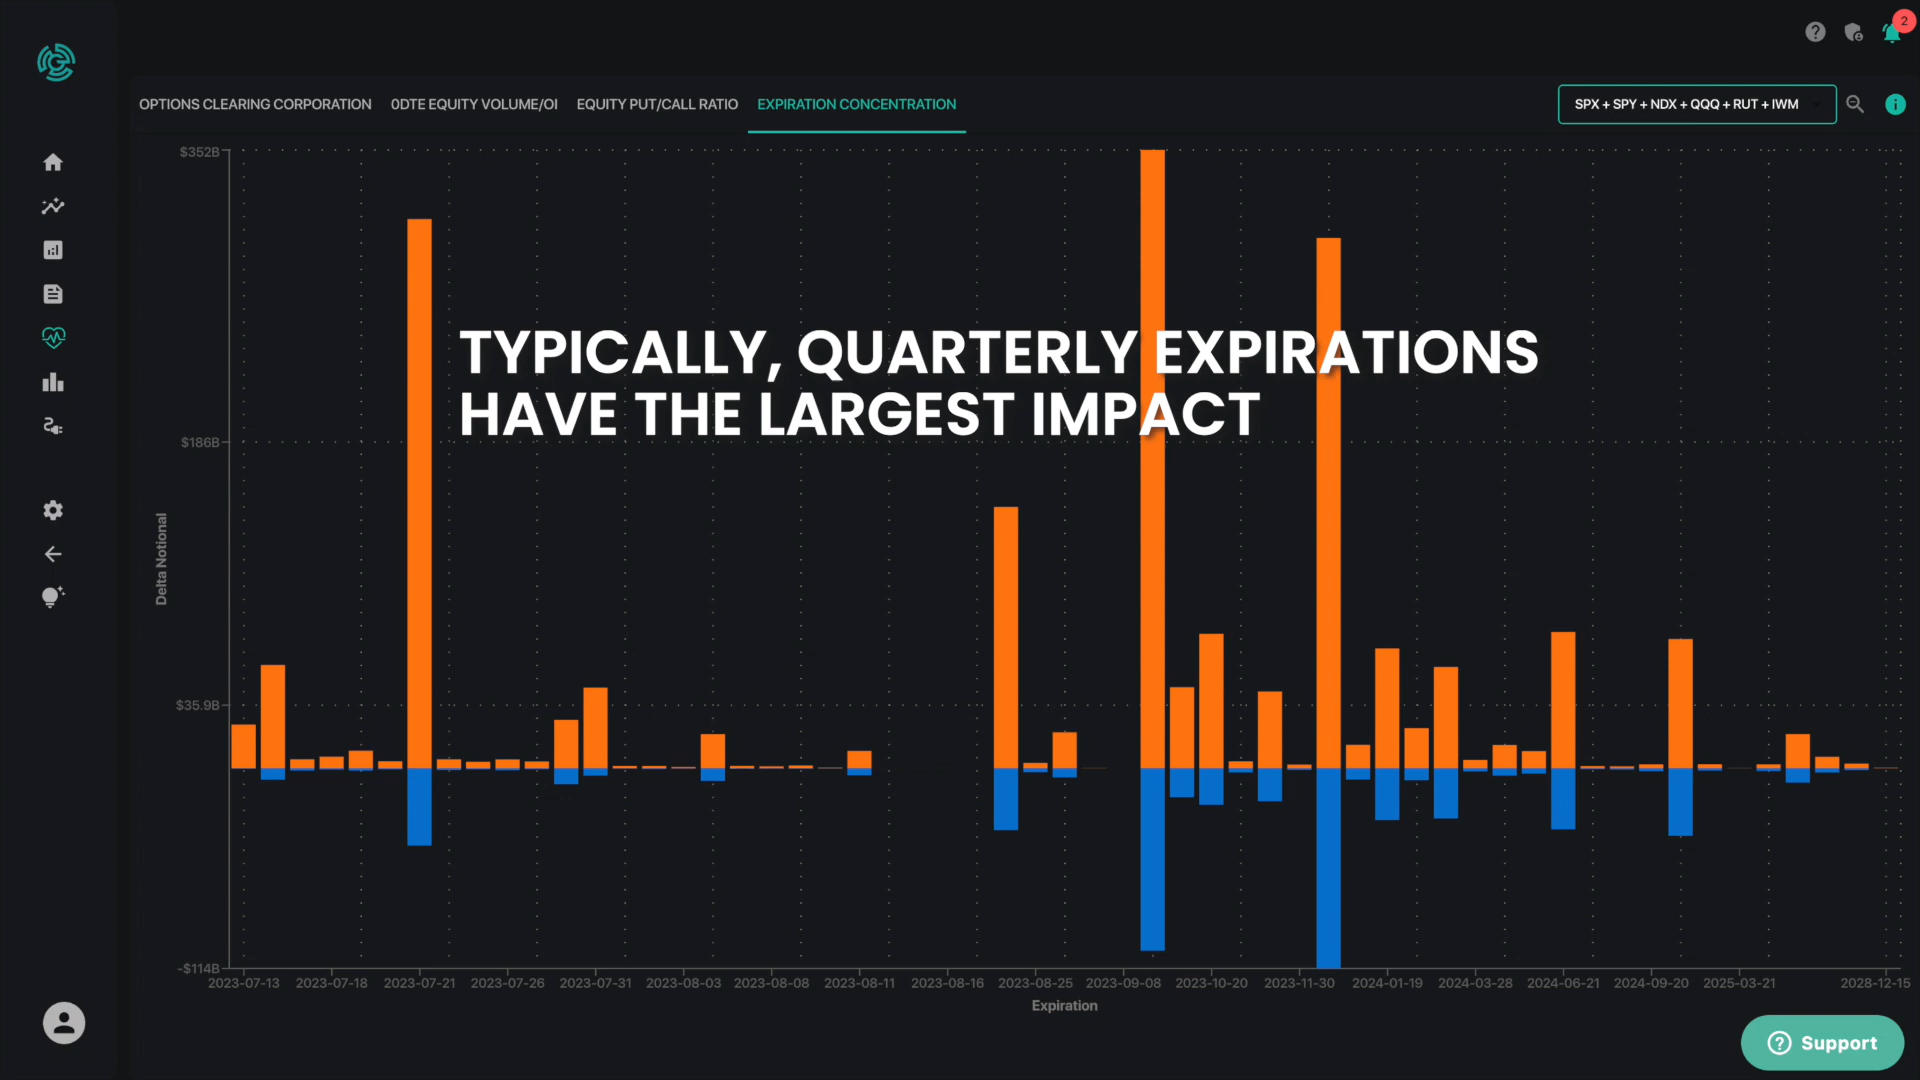 2
OPTIONS CLEARING CORPORATION 0DTE EQUITY VOLUME/OI EQUITY PUT/CALL RATIO EXPIRATION CONCENTRATION SPX + SPY + NDX + QQQ + RUT + IWM
$352B
TYPICALLY, QUARTERLY EXPIRATIONS
HAVE THE LARGEST IMPACT
$186B
Delta Notional
$35.9B
-$114B
2023-07-13 2023-07-18 2023-07-21 2023-07-26 2023-07-31 2023-08-03 2023-08-08 2023-08-11 2023-08-16 2023-08-25 2023-09-08 2023-10-20 2023-11-30 2024-01-19 2024-03-28 2024-06-21 2024-09-20 2025-03-21 2028-12-15
Expiration
Support